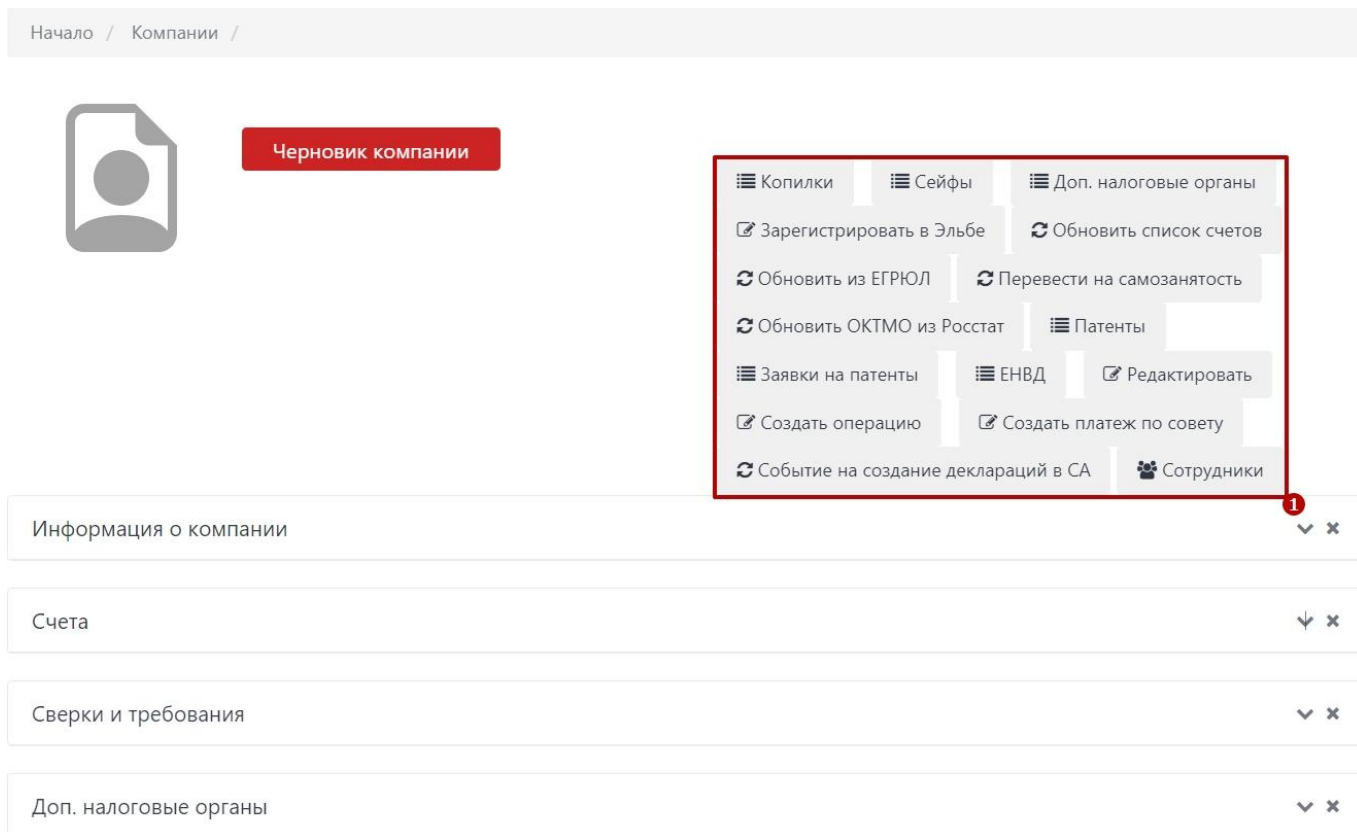 Начало / Компании /
Черновик компании
Копилки Сейфы Доп. налоговые органы
Зарегистрировать в Эльбе Обновить список счетов
Обновить из ЕГРЮЛ Перевести на самозанятость
Обновить ОКТМО из Росстат Патенты
Заявки на патенты ЕНВД Редактировать
Создать операцию Создать платеж по совету
Событие на создание деклараций в СА Сотрудники
1
Информация о компании
Счета
Сверки и требования
Доп. налоговые органы